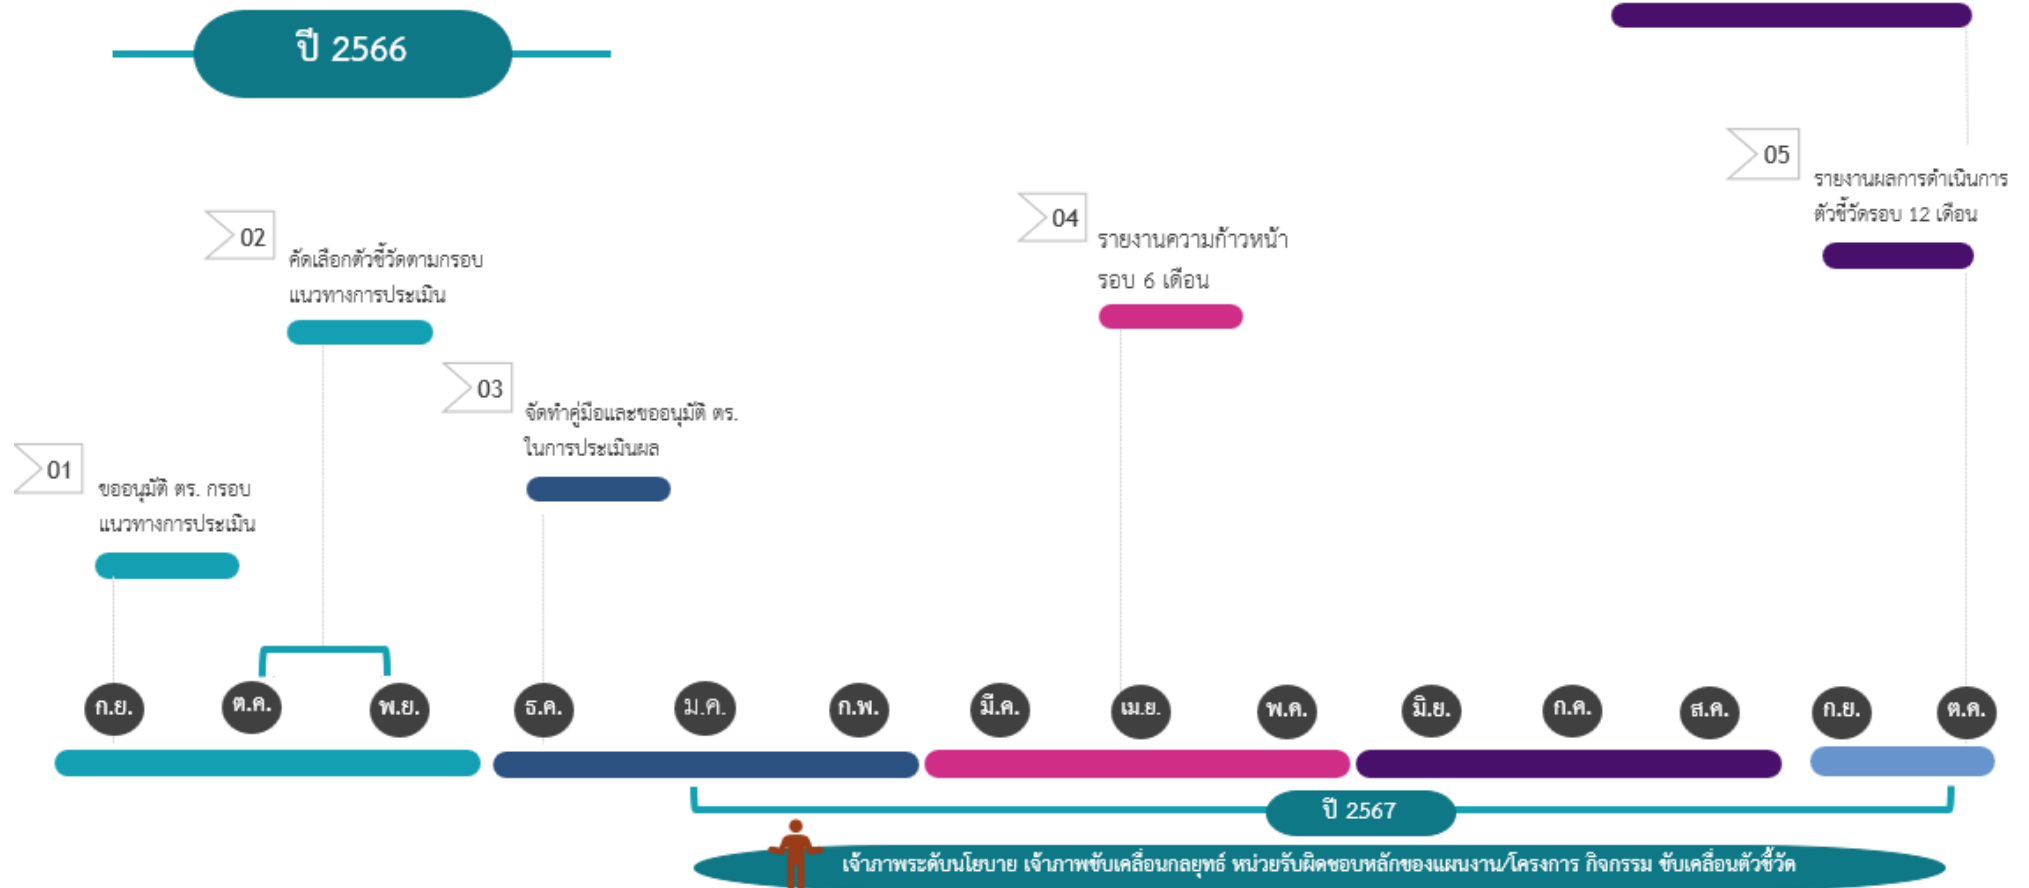 ปี 2566
01
ขออนุมัติ ตร. กรอบ
แนวทางการประเมิน
02
คัดเลือกตัวชี้วัดตามกรอบ
แนวทางการประเมิน
03
จัดทำคู่มือและขออนุมัติ ตร.
ในการประเมินผล
04
รายงานความก้าวหน้า
รอบ 6 เดือน
05
รายงานผลการดำเนินการ
ตัวชี้วัดรอบ 12 เดือน
ก.ย. ต.ค. พ.ย. ธ.ค. ม.ค. ก.พ. มี.ค. เม.ย. พ.ค. มิ.ย. ก.ค. ส.ค. ก.ย. ต.ค.
ปี 2567
เจ้าภาพระดับนโยบาย เจ้าภาพขับเคลื่อนกลยุทธ์ หน่วยรับผิดชอบหลักของแผนงาน/โครงการ กิจกรรม ขับเคลื่อนตัวชี้วัด